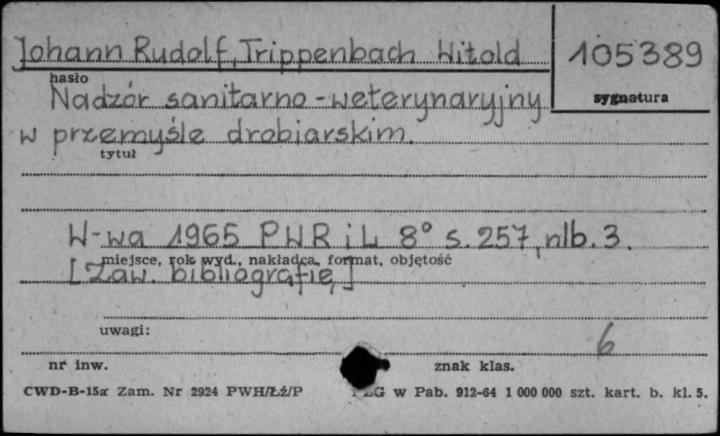 Johann Rudolf, Trippenbach Witold
105389
hasło
sygnatura
Nadzór sanitarno-weterynaryjny
w przemyśle drobiarskim.
tytuł
W-wa 1965 PWR i L 8° s. 257, nlb. 3.
miejsce, rok wyd., nakładca, format, objętość
[Zaw. bibliografię]
uwagi:
6
nr inw.
znak klas.
CWD-B-15a Zam. Nr 2924 PWH/Łź/P w Pab. 912-64 1 000 000 szt. kart. b. kl. 5.